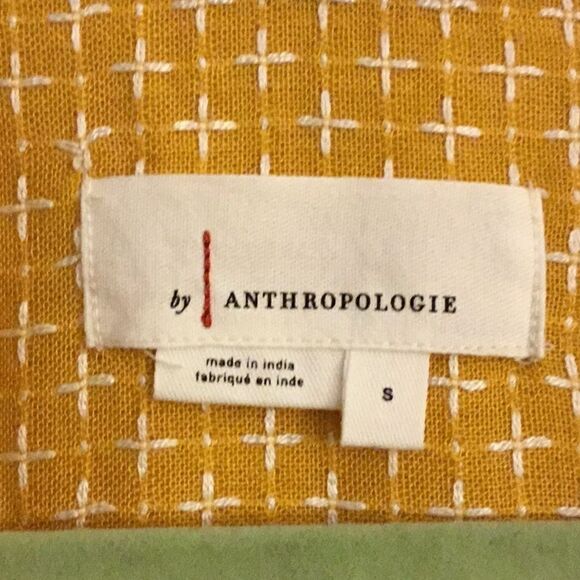 by ANTHROPOLOGIE
made in india
fabriqué en inde
S